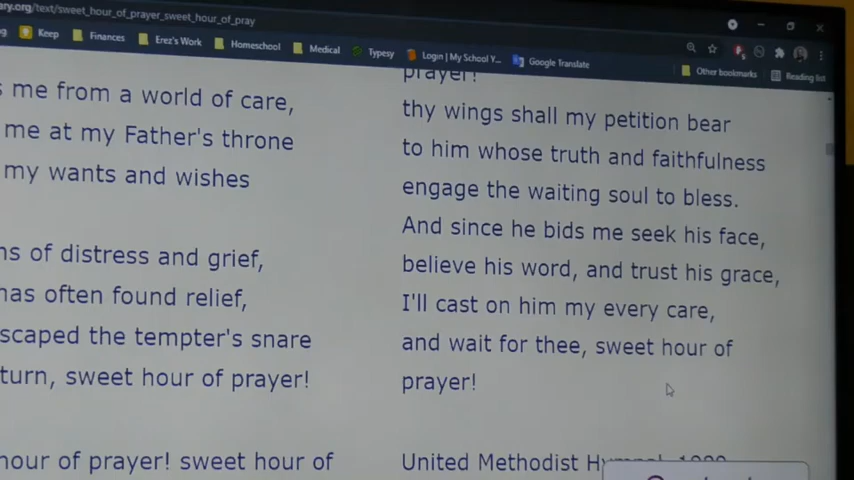 ary.org/text/sweet_hour_of_prayer_sweet_hour_of_pray
Keep Finances Erez's Work Homeschool Medical Typesy Login | My School Y... Google Translate
Other bookmarks Reading list
me from a world of care,
me at my Father's throne
my wants and wishes
of distress and grief,
has often found relief,
scaped the tempter's snare
turn, sweet hour of prayer!
hour of prayer! sweet hour of
prayer!
thy wings shall my petition bear
to him whose truth and faithfulness
engage the waiting soul to bless.
And since he bids me seek his face,
believe his word, and trust his grace,
I'll cast on him my every care,
and wait for thee, sweet hour of
prayer!
United Methodist